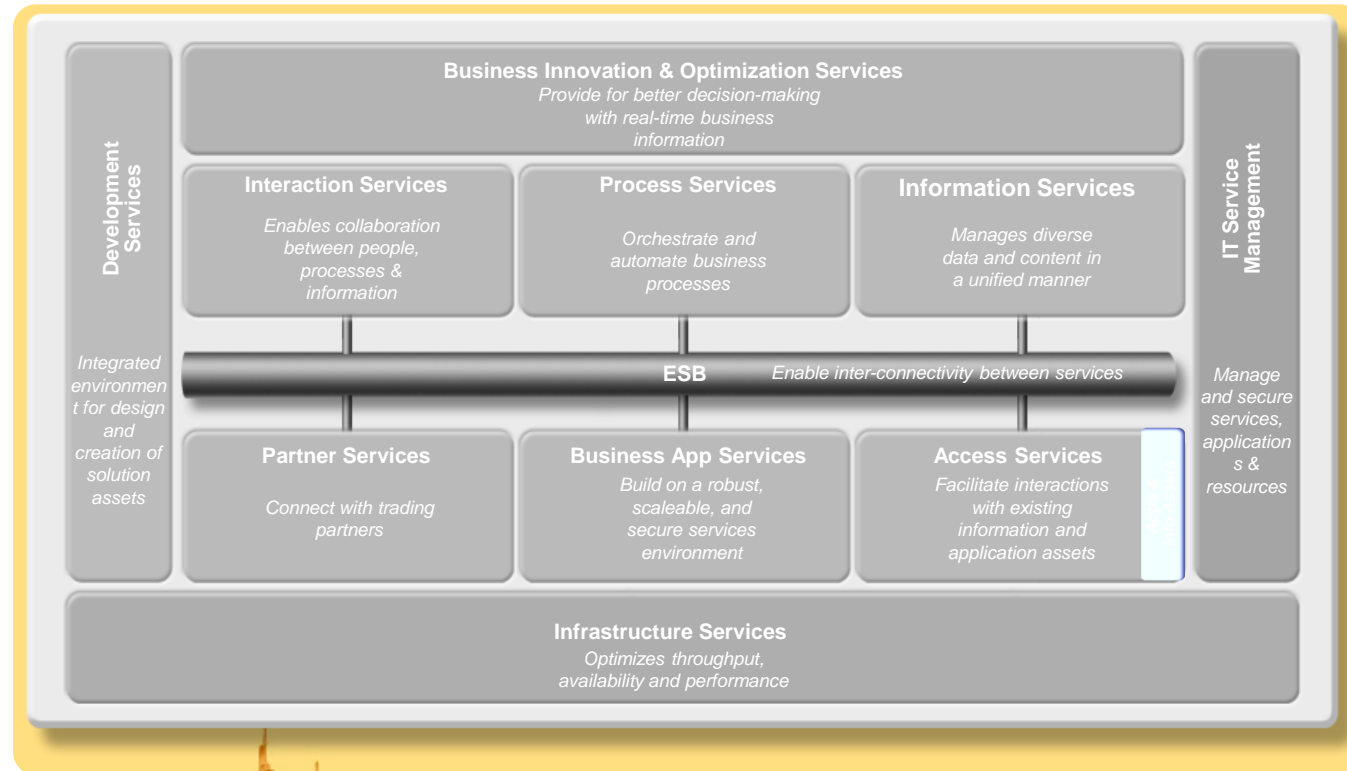 Business Innovation & Optimization Services
Provide for better decision-making
with real-time business
information
Development
Services
Integrated
environmen
t for design
and
creation of
solution
assets
Interaction Services
Enables collaboration
between people,
processes &
information
Process Services
Orchestrate and
automate business
processes
Information Services
Manages diverse
data and content in
a unified manner
IT Service
Management
Manage
and secure
services,
application
s &
resources
ESB
Enable inter-connectivity between services
Partner Services
Connect with trading
partners
Business App Services
Build on a robust,
scaleable, and
secure services
environment
Access Services
Facilitate interactions
with existing
information and
application assets
Infrastructure Services
Optimizes throughput,
availability and performance